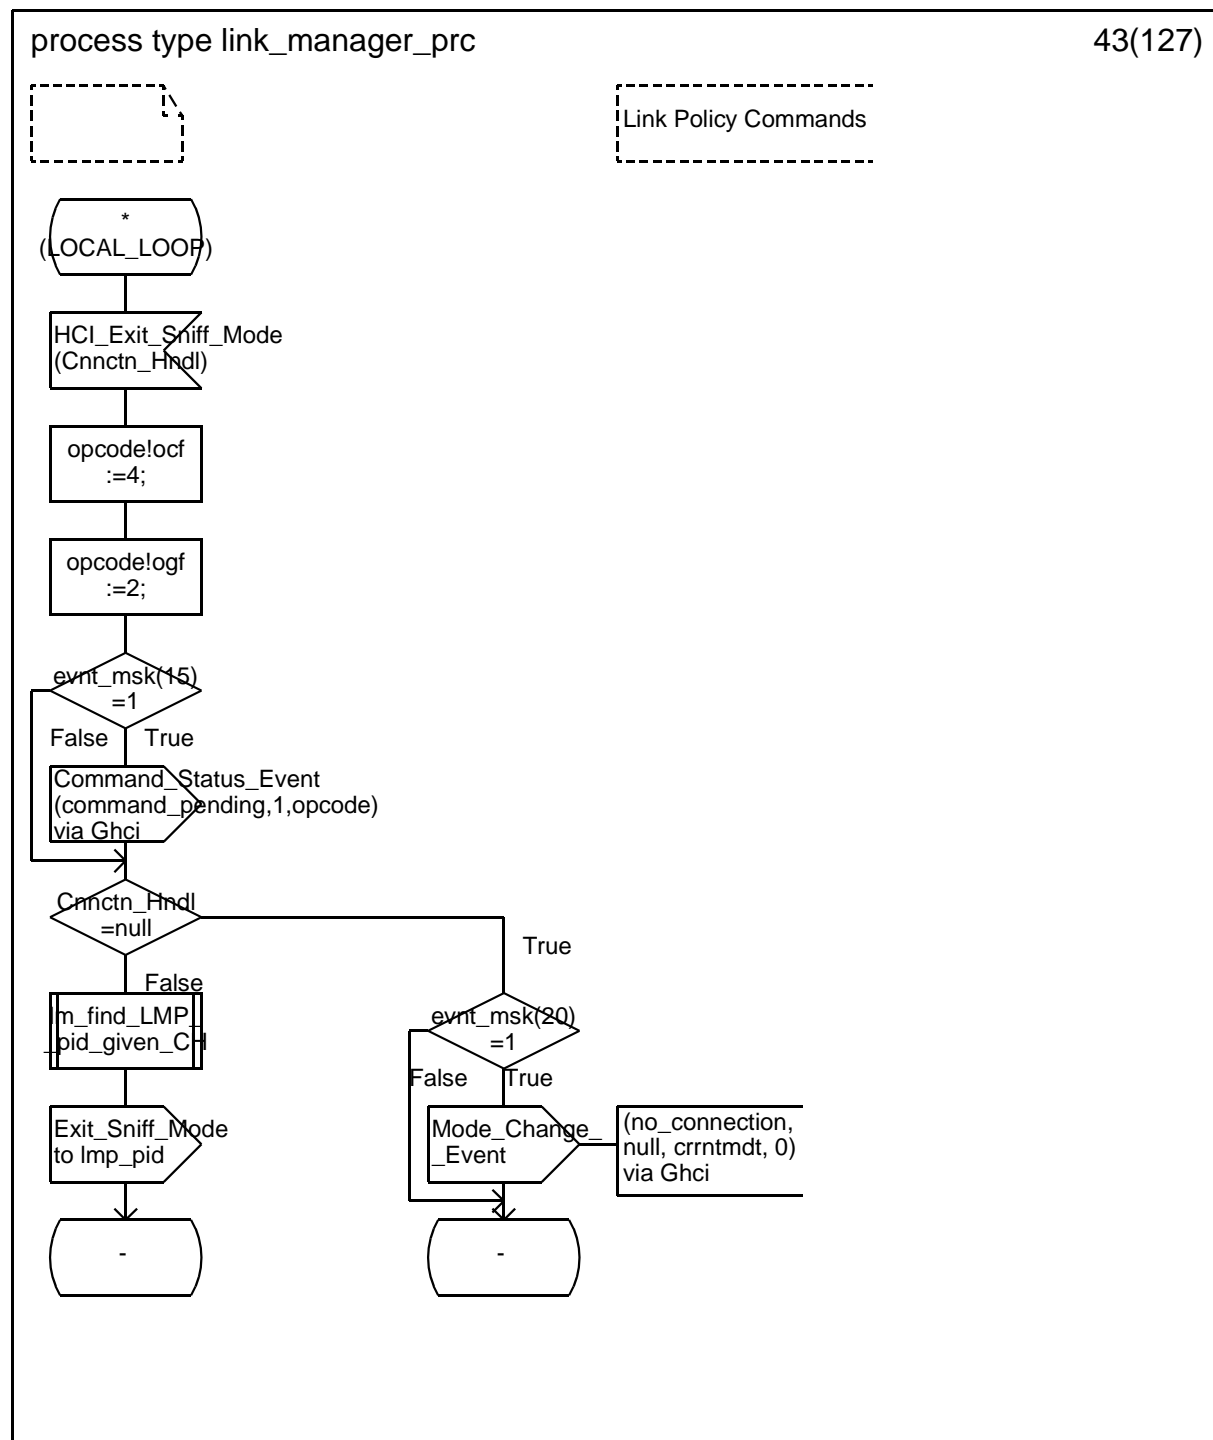 process type link_manager_prc
43(127)
Link Policy Commands
*
(LOCAL_LOOP)
HCI_Exit_Sniff_Mode
(Cnnctn_Hndl)
opcode!ocf
:=4;
opcode!ogf
:=2;
evnt_msk(15)
=1
False
True
Command_Status_Event
(command_pending,1,opcode)
via Ghci
Cnnctn_Hndl
=null
True
False
lm_find_LMP_
_pid_given_CH
evnt_msk(20)
=1
False
True
Exit_Sniff_Mode
to lmp_pid
Mode_Change_
_Event
(no_connection,
null, crrntmdt, 0)
via Ghci
-
-